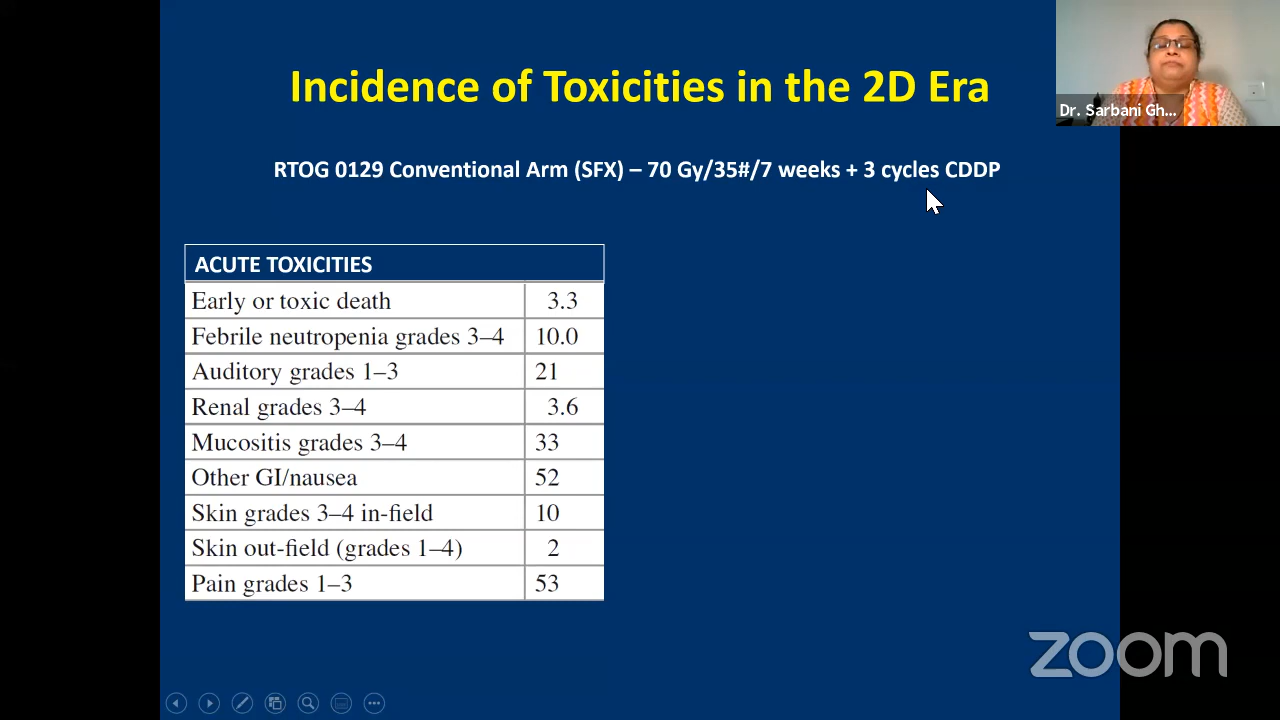 Incidence of Toxicities in the 2D Era
Dr. Sarbani Gh...
RTOG 0129 Conventional Arm (SFX) – 70 Gy/35#/7 weeks + 3 cycles CDDP
ACUTE TOXICITIES
Early or toxic death 3.3
Febrile neutropenia grades 3–4 10.0
Auditory grades 1–3 21
Renal grades 3–4 3.6
Mucositis grades 3–4 33
Other GI/nausea 52
Skin grades 3–4 in-field 10
Skin out-field (grades 1–4) 2
Pain grades 1–3 53
zoom